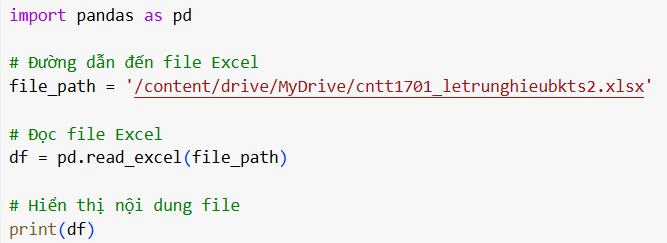 import pandas as pd
# Đường dẫn đến file Excel
file_path = '/content/drive/MyDrive/cntt1701_letrunghieubkts2.xlsx'
# Đọc file Excel
df = pd.read_excel(file_path)
# Hiển thị nội dung file
print(df)